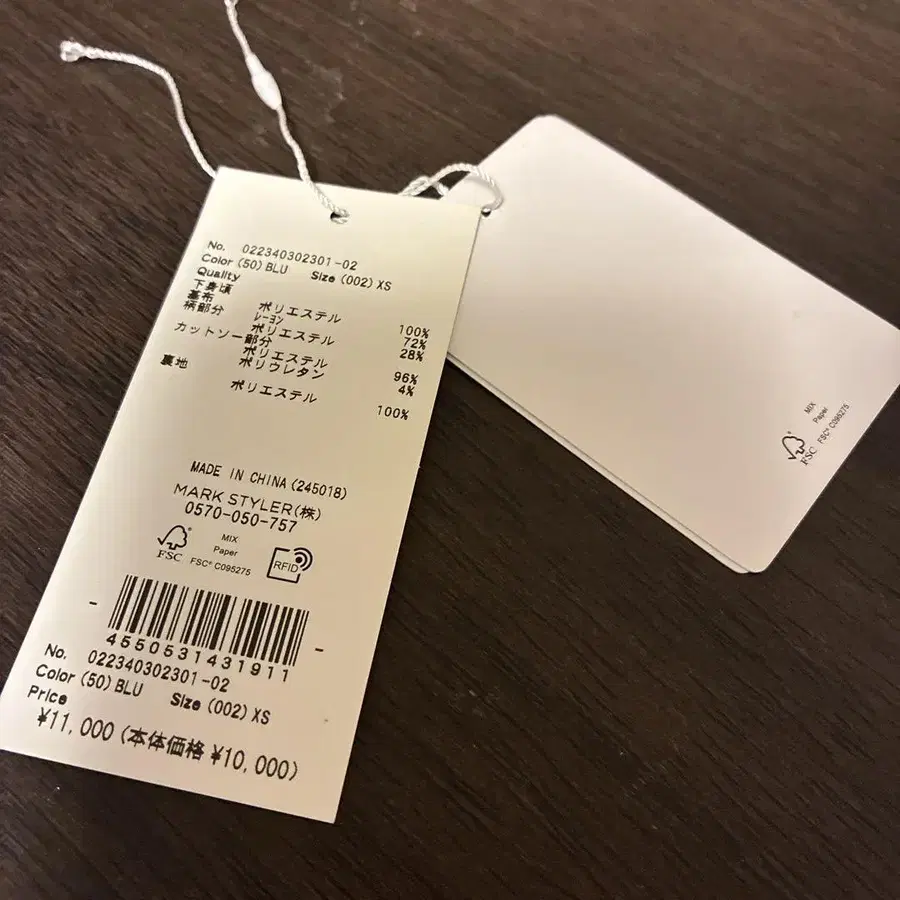 No. 022340302301-02
Color (50) BLU Size (002) XS
Quality
下身頃
基布 ポリエステル 100%
柄部分 レーヨン 72%
ポリエステル 28%
カットソー部分
ポリエステル 96%
ポリウレタン 4%
裏地
ポリエステル 100%
MADE IN CHINA (245018)
MARK STYLER(株)
0570-050-757
FSC
MIX
Paper
FSC® C095275
RFID
4550531431911
No. 022340302301-02
Color (50) BLU Size (002) XS
Price
¥11,000 (本体価格 ¥10,000)
FSC
MIX
Paper
FSC® C095275